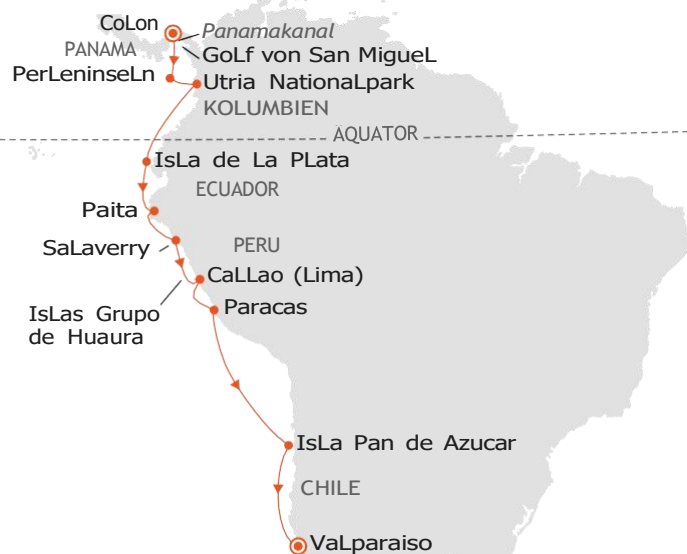 CoLon
Panamakanal
PANAMA
GoLf von San MigueL
PerLeninseLn
Utria NationaLpark
KOLUMBIEN
ÄQUATOR
IsLa de La PLata
ECUADOR
Paita
SaLaverry
PERU
CaLLao (Lima)
IsLas Grupo
de Huaura
Paracas
IsLa Pan de Azucar
CHILE
VaLparaiso